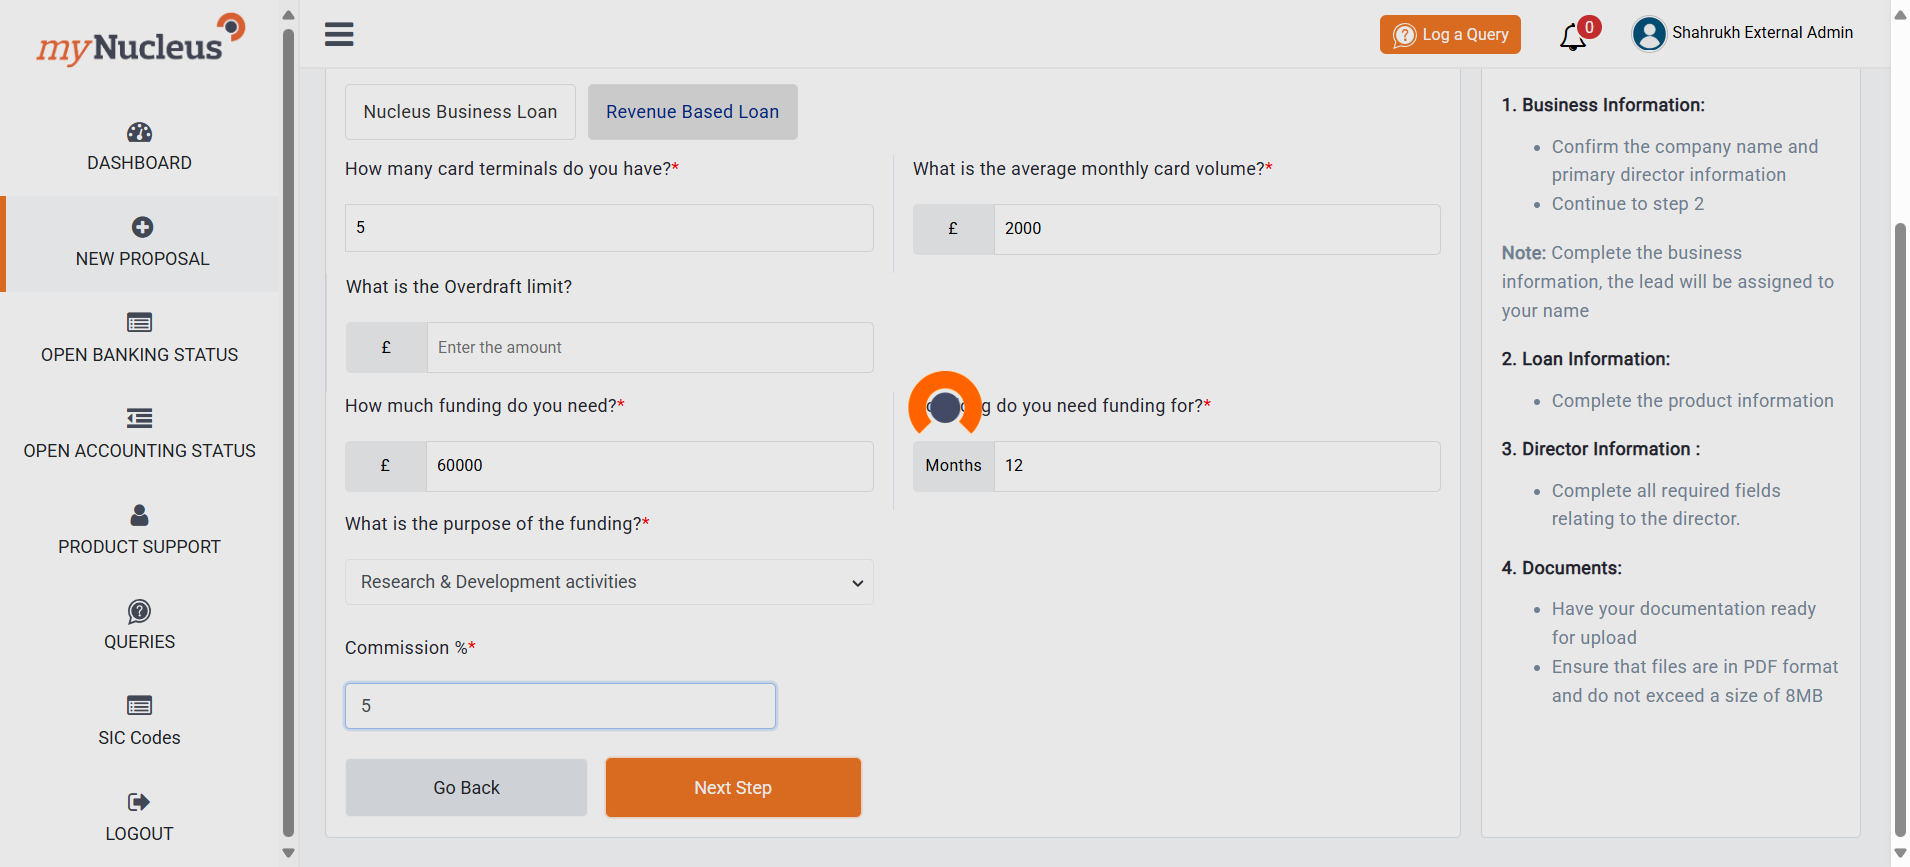 myNucleus
DASHBOARD
NEW PROPOSAL
OPEN BANKING STATUS
OPEN ACCOUNTING STATUS
PRODUCT SUPPORT
QUERIES
SIC Codes
LOGOUT
Log a Query
0
Shahrukh External Admin
Nucleus Business Loan
Revenue Based Loan
How many card terminals do you have?*
5
What is the average monthly card volume?*
£ 2000
What is the Overdraft limit?
£ Enter the amount
How much funding do you need?*
£ 60000
g do you need funding for?*
Months 12
What is the purpose of the funding?*
Research & Development activities
Commission %*
5
Go Back
Next Step
1. Business Information:
• Confirm the company name and
primary director information
• Continue to step 2
Note: Complete the business
information, the lead will be assigned to
your name
2. Loan Information:
• Complete the product information
3. Director Information :
• Complete all required fields
relating to the director.
4. Documents:
• Have your documentation ready
for upload
• Ensure that files are in PDF format
and do not exceed a size of 8MB